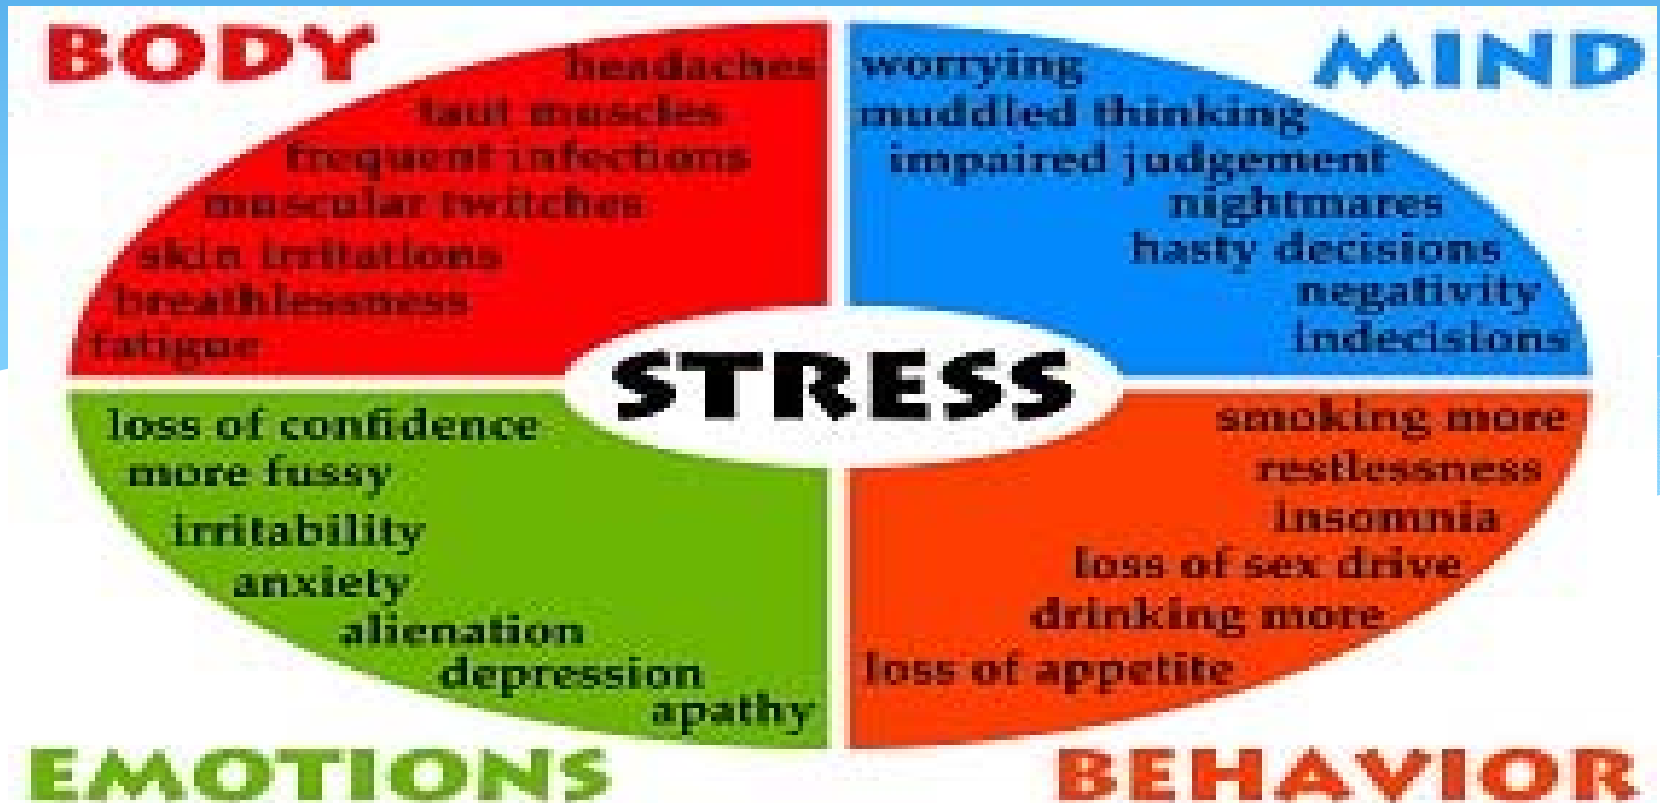 BODY
headaches
taut muscles
frequent infections
muscular twitches
skin irritations
breathlessness
fatigue
MIND
worrying
muddled thinking
impaired judgement
nightmares
hasty decisions
negativity
indecisions
STRESS
loss of confidence
more fussy
irritability
anxiety
alienation
depression
apathy
EMOTIONS
smoking more
restlessness
insomnia
loss of sex drive
drinking more
loss of appetite
BEHAVIOR